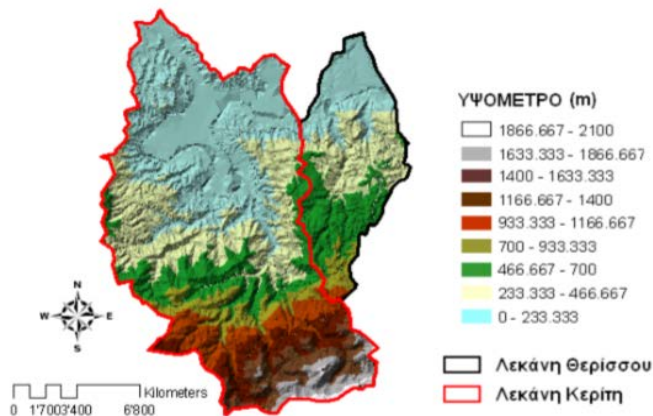 ΥΨΟΜΕΤΡΟ (m)
1866.667 - 2100
1633.333 - 1866.667
1400 - 1633.333
1166.667 - 1400
933.333 - 1166.667
700 - 933.333
466.667 - 700
233.333 - 466.667
0 - 233.333
N
W E
S
Λεκάνη Θερίσσου
Λεκάνη Κερίτη
Kilometers
0 1'700 3'400 6'800